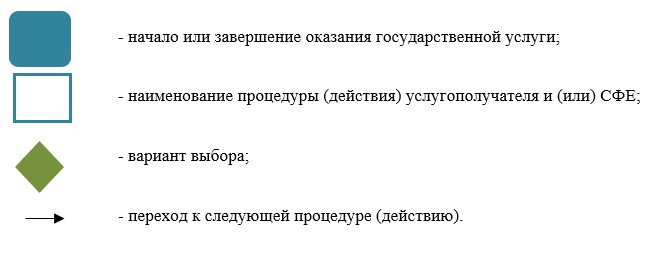 - начало или завершение оказания государственной услуги;
- наименование процедуры (действия) услугополучателя и (или) СФЕ;
- вариант выбора;
- переход к следующей процедуре (действию).